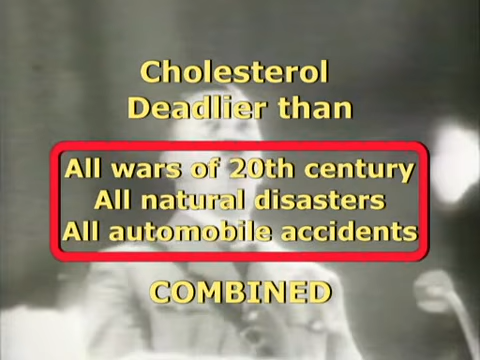 Cholesterol
Deadlier than
All wars of 20th century
All natural disasters
All automobile accidents
COMBINED